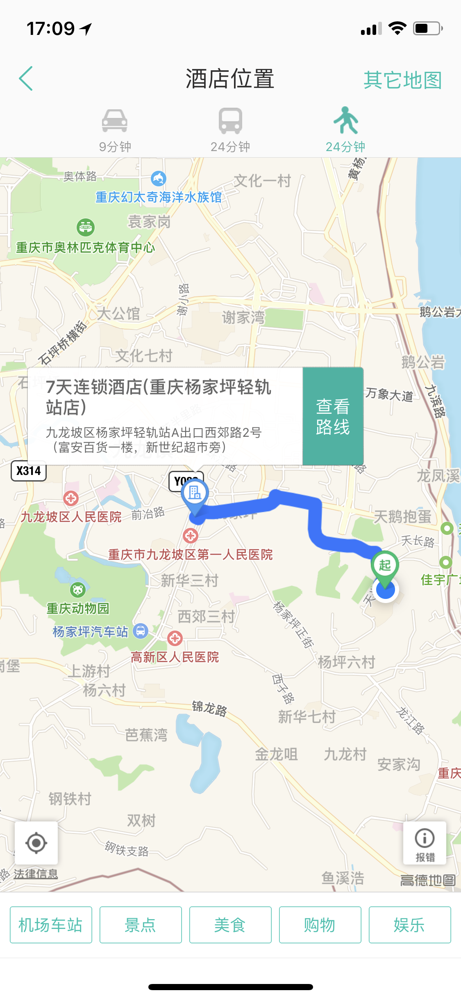 17:09
酒店位置
其它地图
9分钟
24分钟
24分钟
奥体路
重庆幻太奇海洋水族馆
文化一村
黄杨
袁家岗
重庆市奥林匹克体育中心
谢小路
大公馆
谢家湾
鹅公岩大
石坪桥横街
文化七村
鹅公岩
7天连锁酒店(重庆杨家坪轻轨
站店)
九龙坡区杨家坪轻轨站A出口西郊路2号
（富安百货一楼，新世纪超市旁）
查看
路线
万象大道
九滨路
X314
龙凤溪
九龙坡区人民医院
前冶路
天鹅抱蛋
重庆市九龙坡区第一人民医院
天长路
起
佳宇广
新华三村
重庆动物园
西郊三村
杨家坪正街
杨家坪汽车站
高新区人民医院
岗堡
上游村
杨坪六村
杨六村
西子路
锦龙路
新华七村
龙江路
芭蕉湾
金龙咀
九龙村
安家沟
重庆
钢铁村
双树
钢铁支路
报错
法律信息
鱼溪浩
高德地图
机场车站
景点
美食
购物
娱乐